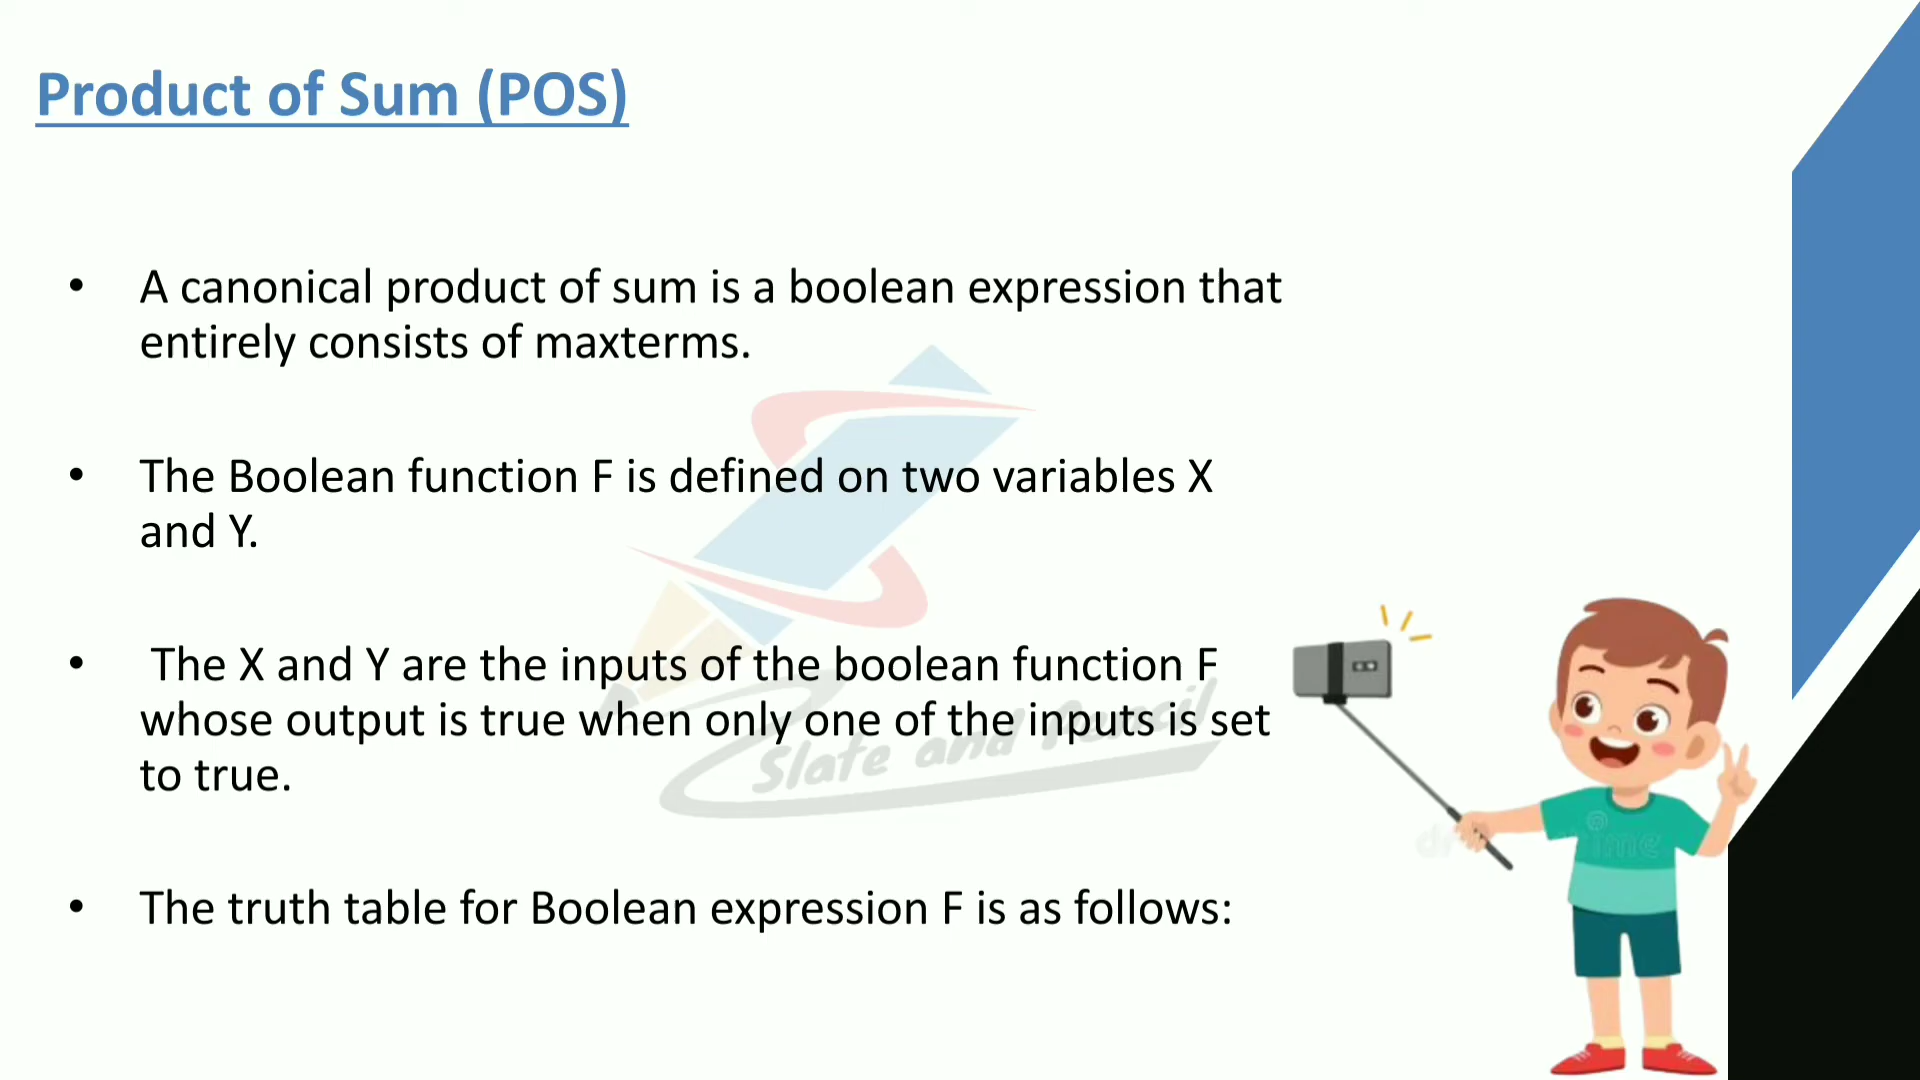 Product of Sum (POS)
• A canonical product of sum is a boolean expression that
entirely consists of maxterms.
• The Boolean function F is defined on two variables X
and Y.
• The X and Y are the inputs of the boolean function F
whose output is true when only one of the inputs is set
to true.
Slate and Pencil
• The truth table for Boolean expression F is as follows: